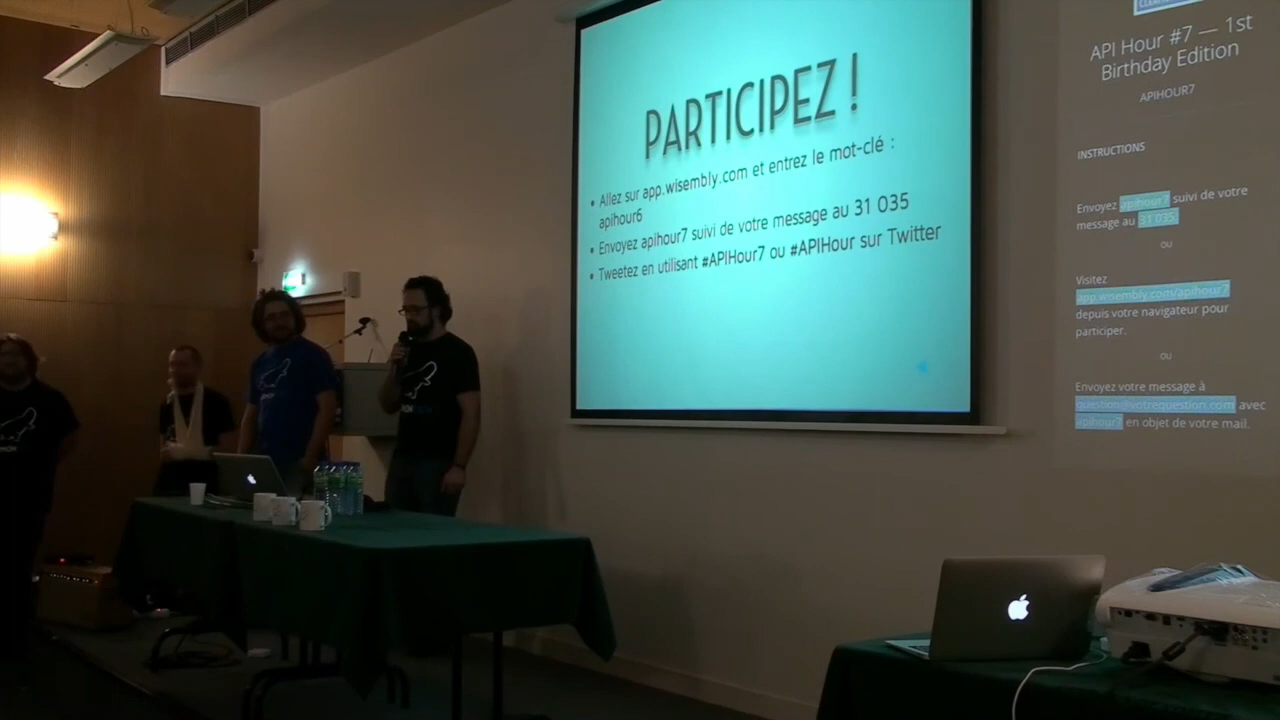 PARTICIPEZ !
• Allez sur app.wisembly.com et entrez le mot-clé :
apihour6
• Envoyez apihour7 suivi de votre message au 31 035
• Tweetez en utilisant #APIHour7 ou #APIHour sur Twitter
API Hour #7 — 1st
Birthday Edition
APIHOUR7
INSTRUCTIONS
Envoyez apihour7 suivi de votre
message au 31 035.
ou
Visitez
app.wisembly.com/apihour7
depuis votre navigateur pour
participer.
ou
Envoyez votre message à
question@votrequestion.com avec
apihour7 en objet de votre mail.